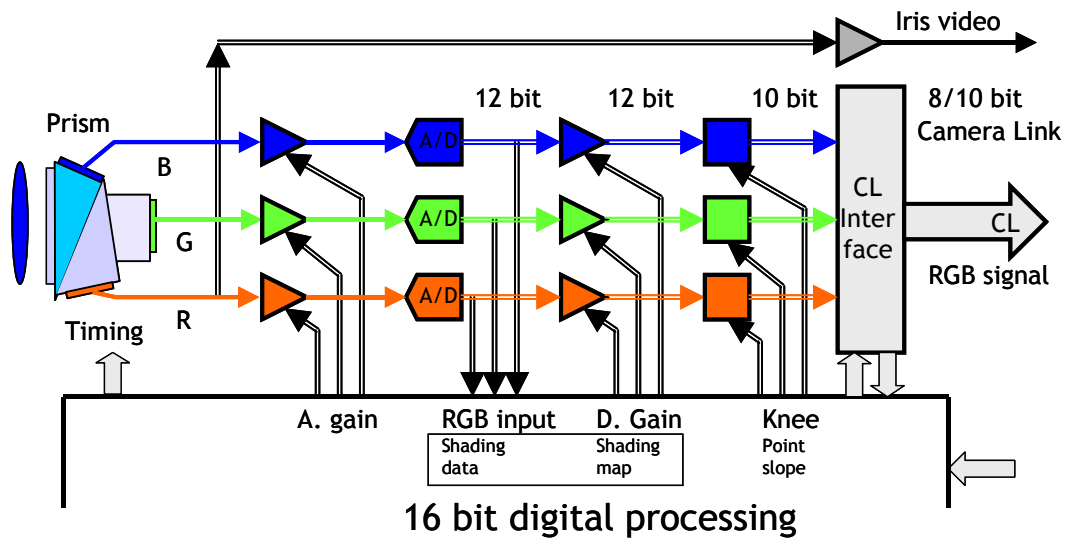 Iris video
12 bit
12 bit
10 bit
8/10 bit
Camera Link
Prism
B
A/D
G
A/D
CL
Inter
face
CL
R
A/D
RGB signal
Timing
A. gain
RGB input
D. Gain
Knee
Shading
data
Shading
map
Point
slope
16 bit digital processing